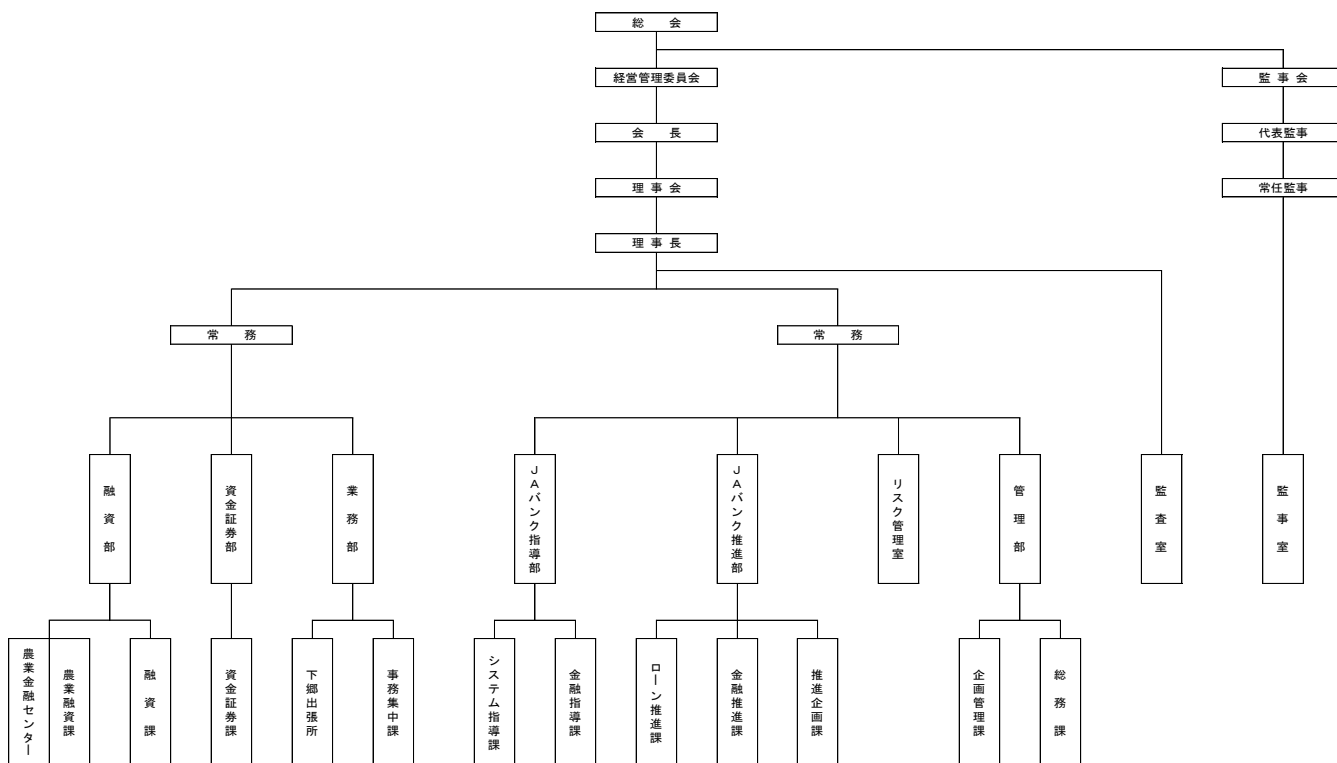 総　会
経営管理委員会
監 事 会
会　長
代表監事
理 事 会
常任監事
理 事 長
常　務
常　務
融資部
資金証券部
業務部
ＪＡバンク指導部
ＪＡバンク推進部
リスク管理室
管理部
監査室
監事室
農業金融センター
農業融資課
融資課
資金証券課
下郷出張所
事務集中課
システム指導課
金融指導課
ローン推進課
金融推進課
推進企画課
企画管理課
総務課